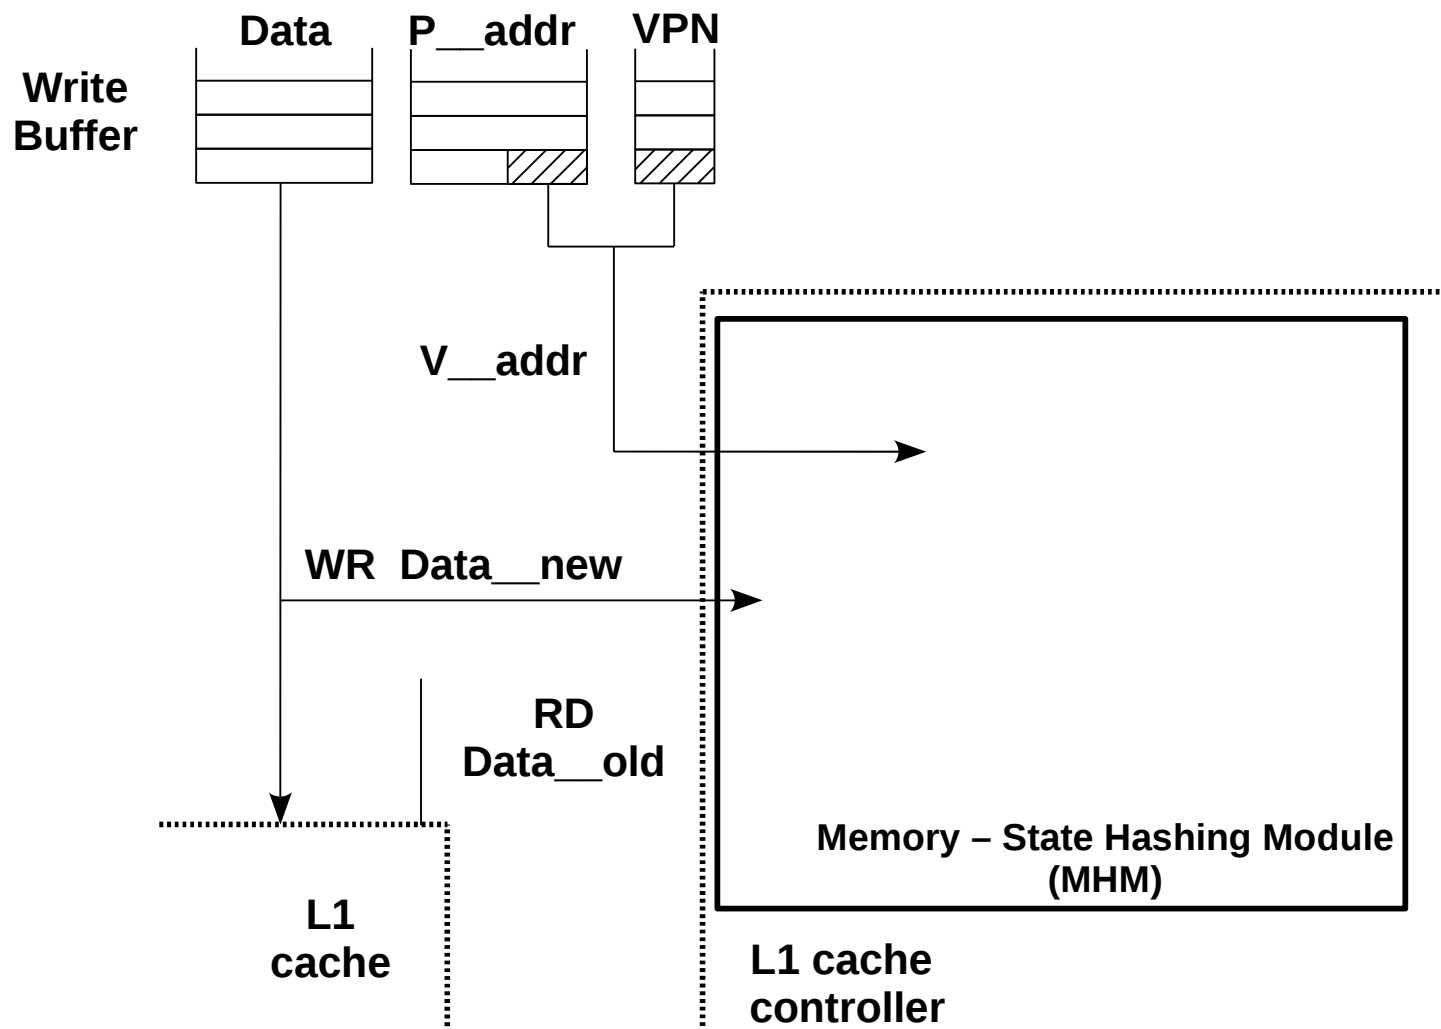 Data
P__addr
VPN
Write
Buffer
V__addr
WR Data__new
RD
Data__old
Memory – State Hashing Module
(MHM)
L1
cache
L1 cache
controller